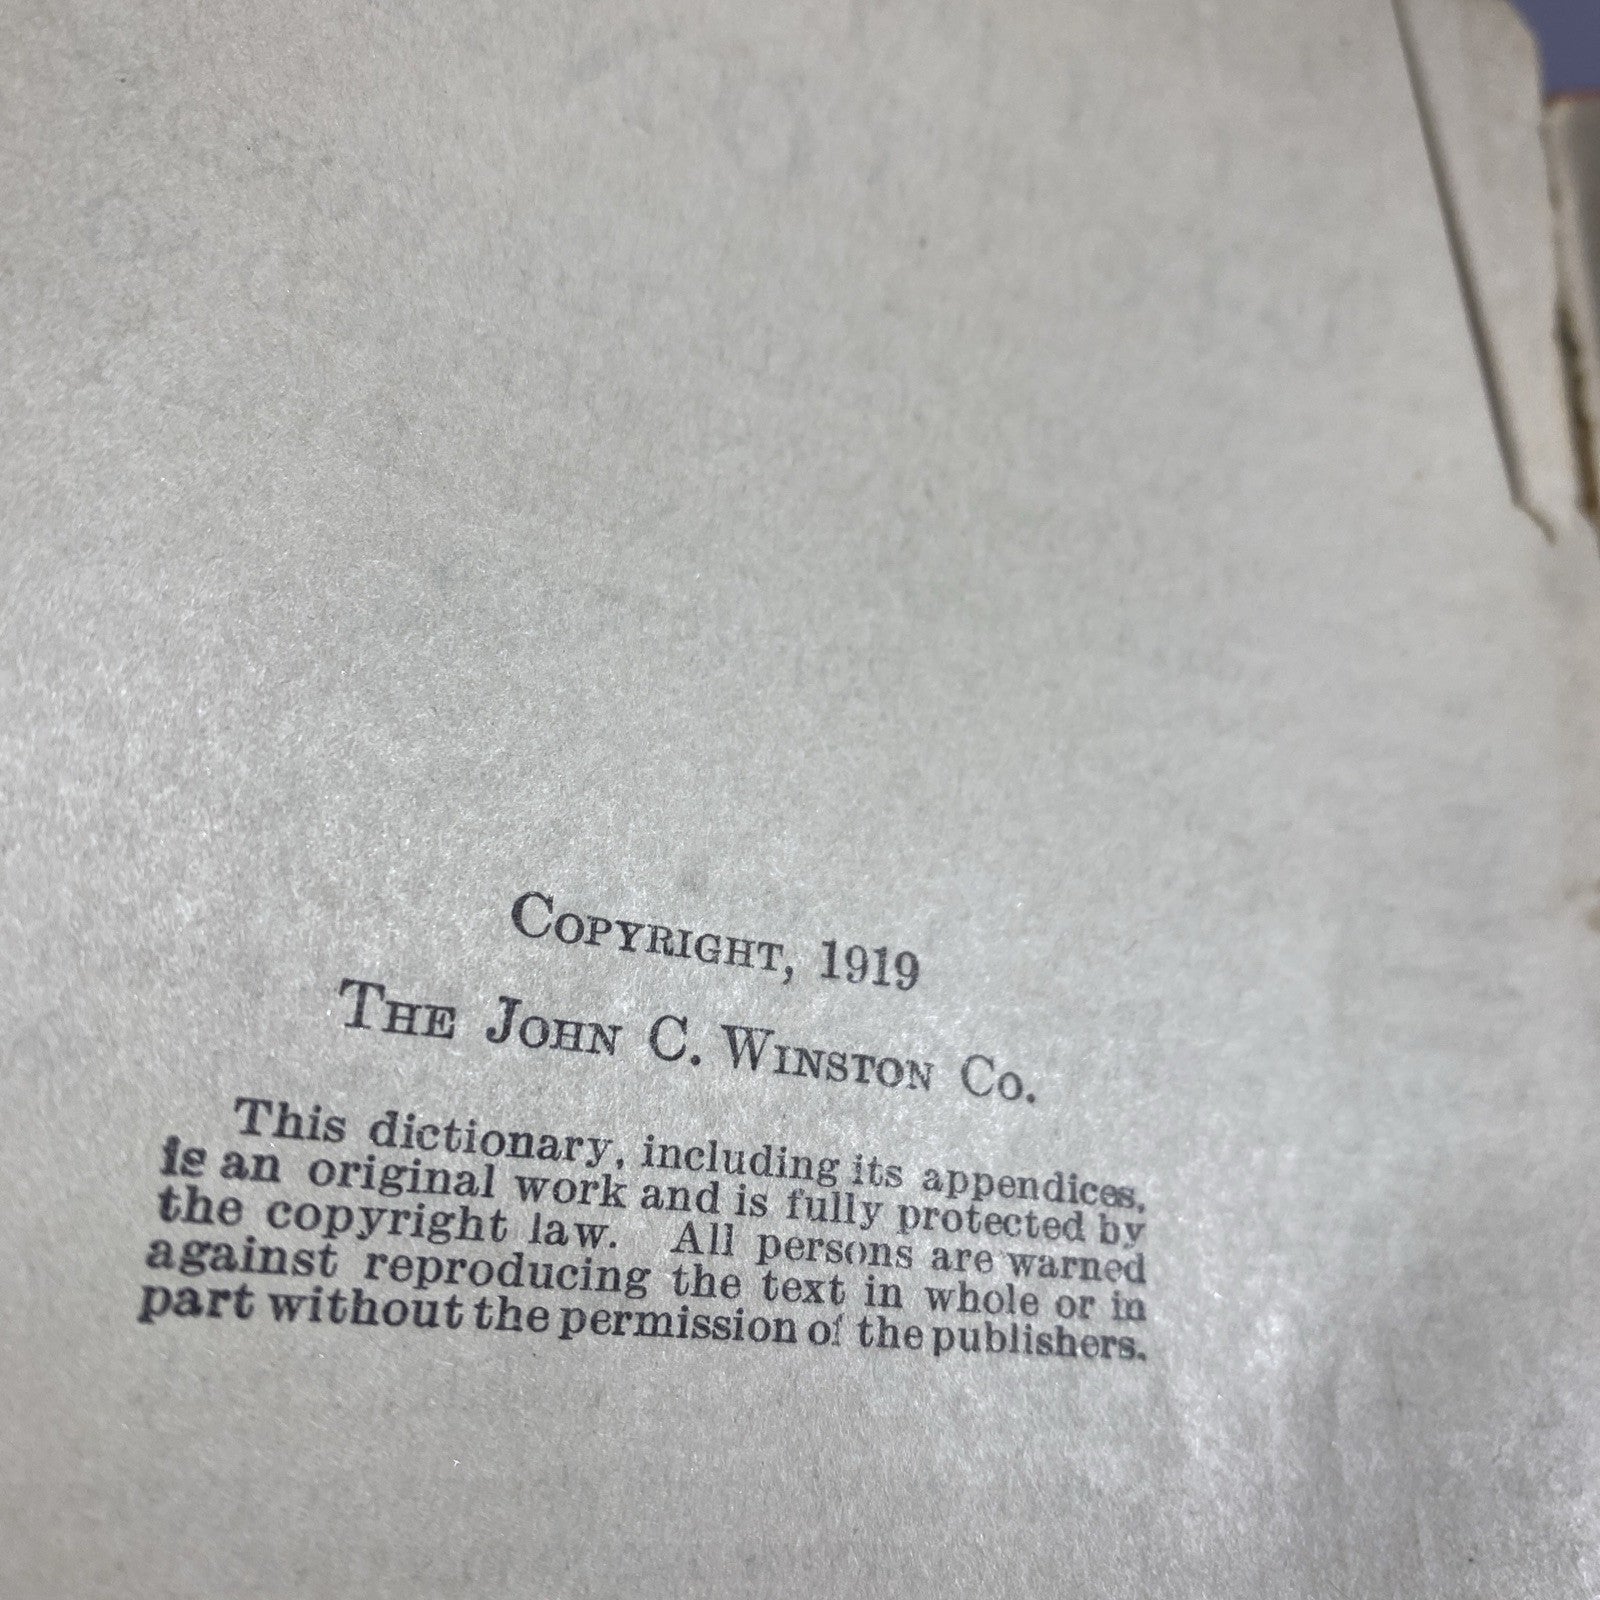 COPYRIGHT, 1919
THE JOHN C. WINSTON CO.
This dictionary, including its appendices,
is an original work and is fully protected by
the copyright law. All persons are warned
against reproducing the text in whole or in
part without the permission of the publishers.